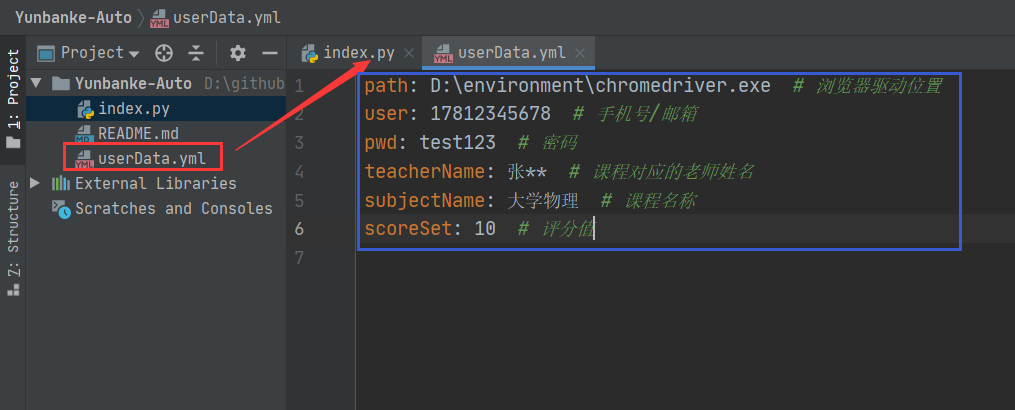 Yunbanke-Auto
userData.yml
1: Project
Project
index.py
userData.yml
Yunbanke-Auto D:\github
index.py
README.md
userData.yml
External Libraries
Scratches and Consoles
7: Structure
1 path: D:\environment\chromedriver.exe # 浏览器驱动位置
2 user: 17812345678 # 手机号/邮箱
3 pwd: test123 # 密码
4 teacherName: 张** # 课程对应的老师姓名
5 subjectName: 大学物理 # 课程名称
6 scoreSet: 10 # 评分值
7